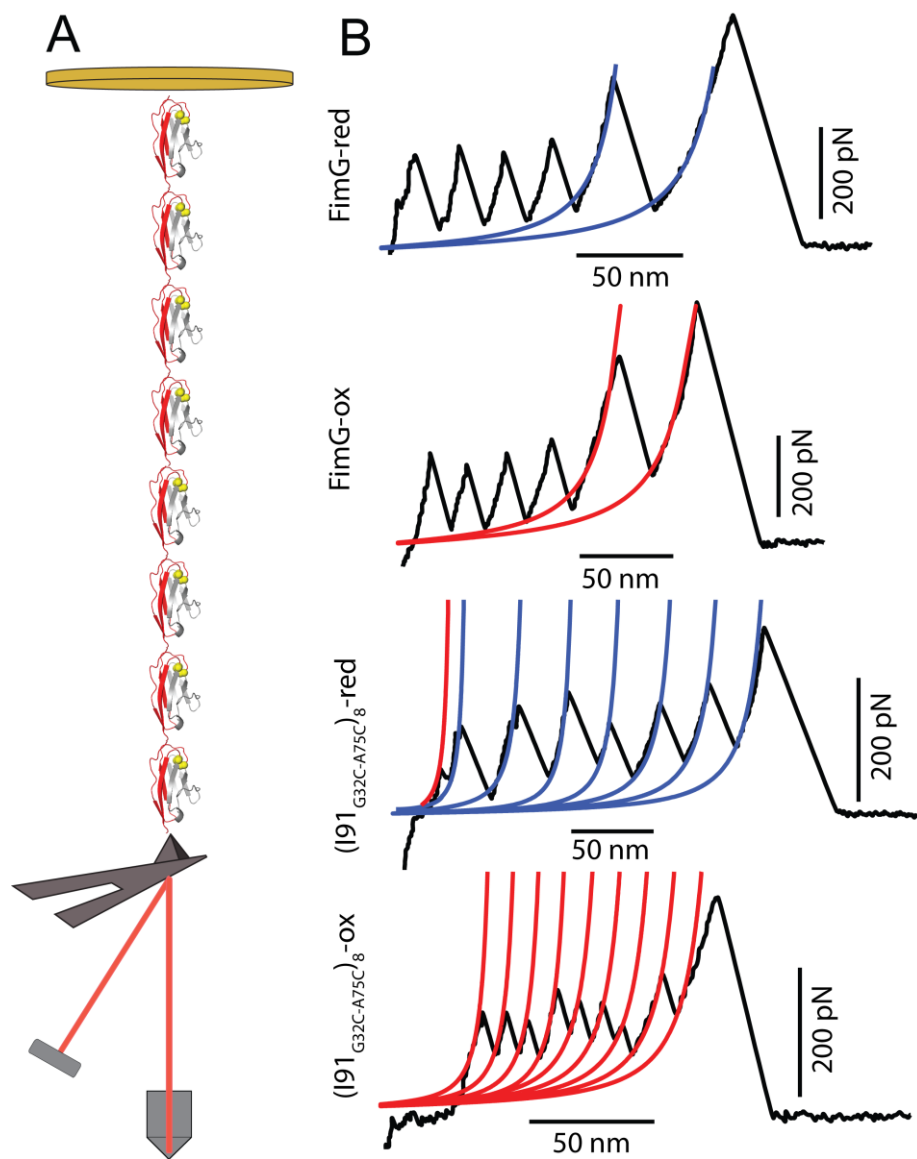 A
B
FimG-red
200 pN
50 nm
FimG-ox
200 pN
50 nm
(I91G32C-A75C)8-red
200 pN
50 nm
(I91G32C-A75C)8-ox
200 pN
50 nm